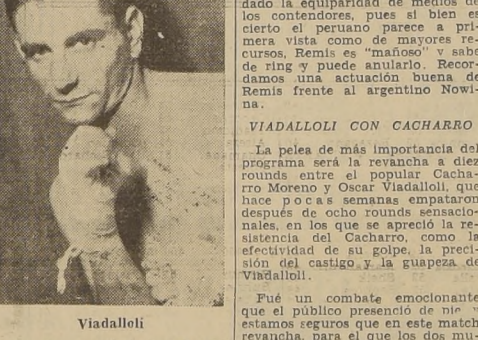 dado la equiparidad de medios de
los contendores, pues si bien es
cierto el peruano parece a pri-
mera vista como de mayores re-
cursos, Remis es "mañoso" y sabe
de ring y puede anularlo. Recor-
damos una actuación buena de
Remis frente al argentino Nowi-
na.
VIADALLOLI CON CACHARRO
La pelea de más importancia del
programa será la revancha a diez
rounds entre el popular Cacha-
rro Moreno y Oscar Viadalloli, que
hace pocas semanas empataron
después de ocho rounds sensacio-
nales, en los que se apreció la re-
sistencia del Cacharro, como la
efectividad de su golpe, la preci-
sión del castigo y la guapeza de
Viadalloli.
Fué un combate emocionante
que el público presenció de pie y
estamos seguros que en este match
revancha, para el que los dos mu-
Viadalloli